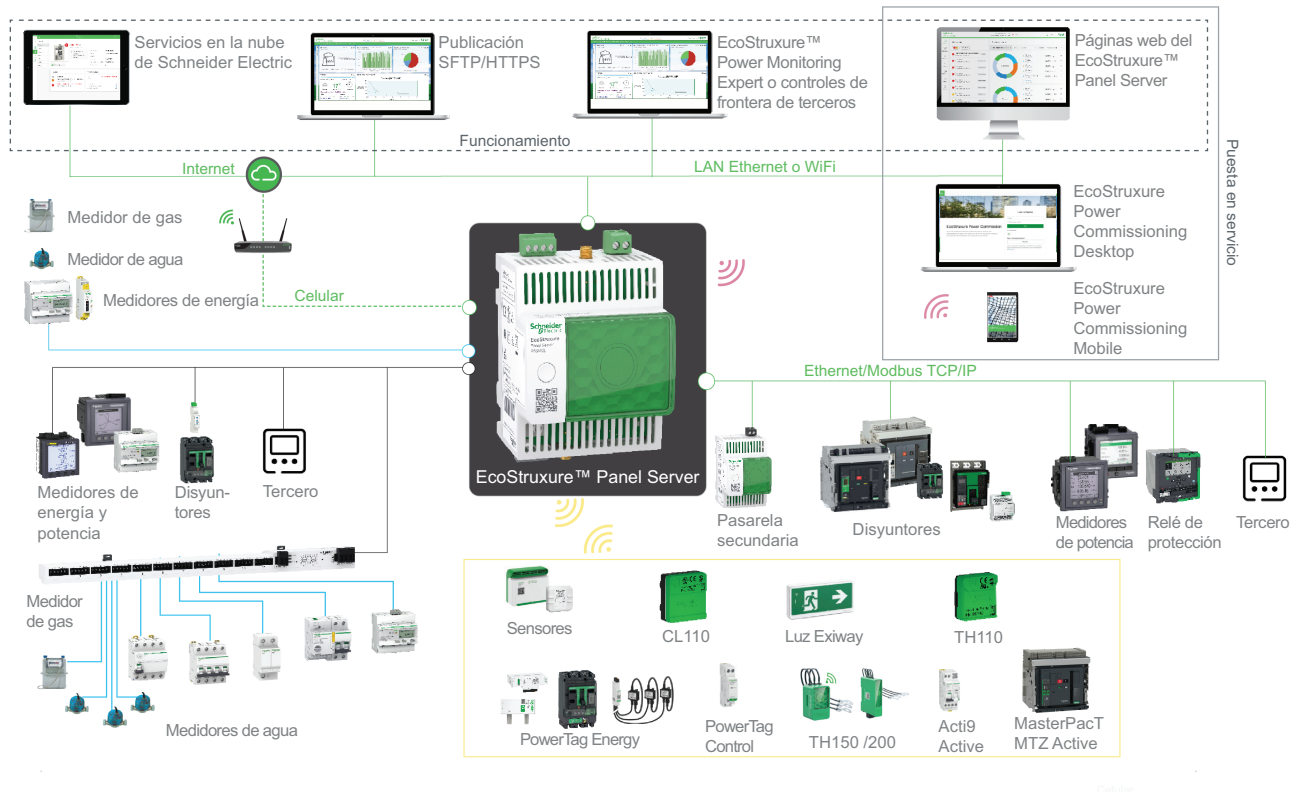 Servicios en la nube
de Schneider Electric
Publicación
SFTP/HTTPS
EcoStruxure™
Power Monitoring
Expert o controles de
frontera de terceros
Páginas web del
EcoStruxure™
Panel Server
Funcionamiento
Internet
LAN Ethernet o WiFi
Puesta en servicio
Medidor de gas
Medidor de agua
Medidores de energía
Celular
EcoStruxure
Power
Commissioning
Desktop
EcoStruxure
Power
Commissioning
Mobile
Schneider
Electric
EcoStruxure
EcoStruxure™ Panel Server
Ethernet/Modbus TCP/IP
Medidores de
energía y
potencia
Disyun-
tores
Tercero
Pasarela
secundaria
Disyuntores
Medidores
de potencia
Relé de
protección
Tercero
Medidor
de gas
Medidores de agua
Sensores
CL110
Luz Exiway
TH110
PowerTag Energy
PowerTag
Control
TH150 /200
Acti9
Active
MasterPacT
MTZ Active